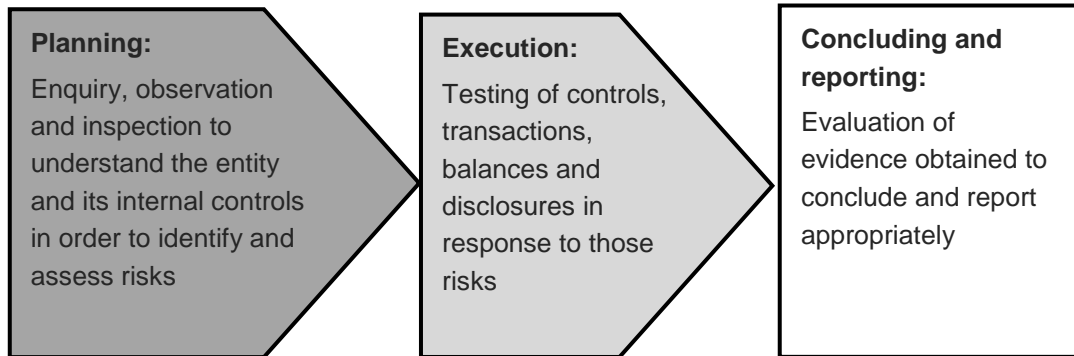 Planning:
Enquiry, observation
and inspection to
understand the entity
and its internal controls
in order to identify and
assess risks
Execution:
Testing of controls,
transactions,
balances and
disclosures in
response to those
risks
Concluding and
reporting:
Evaluation of
evidence obtained to
conclude and report
appropriately